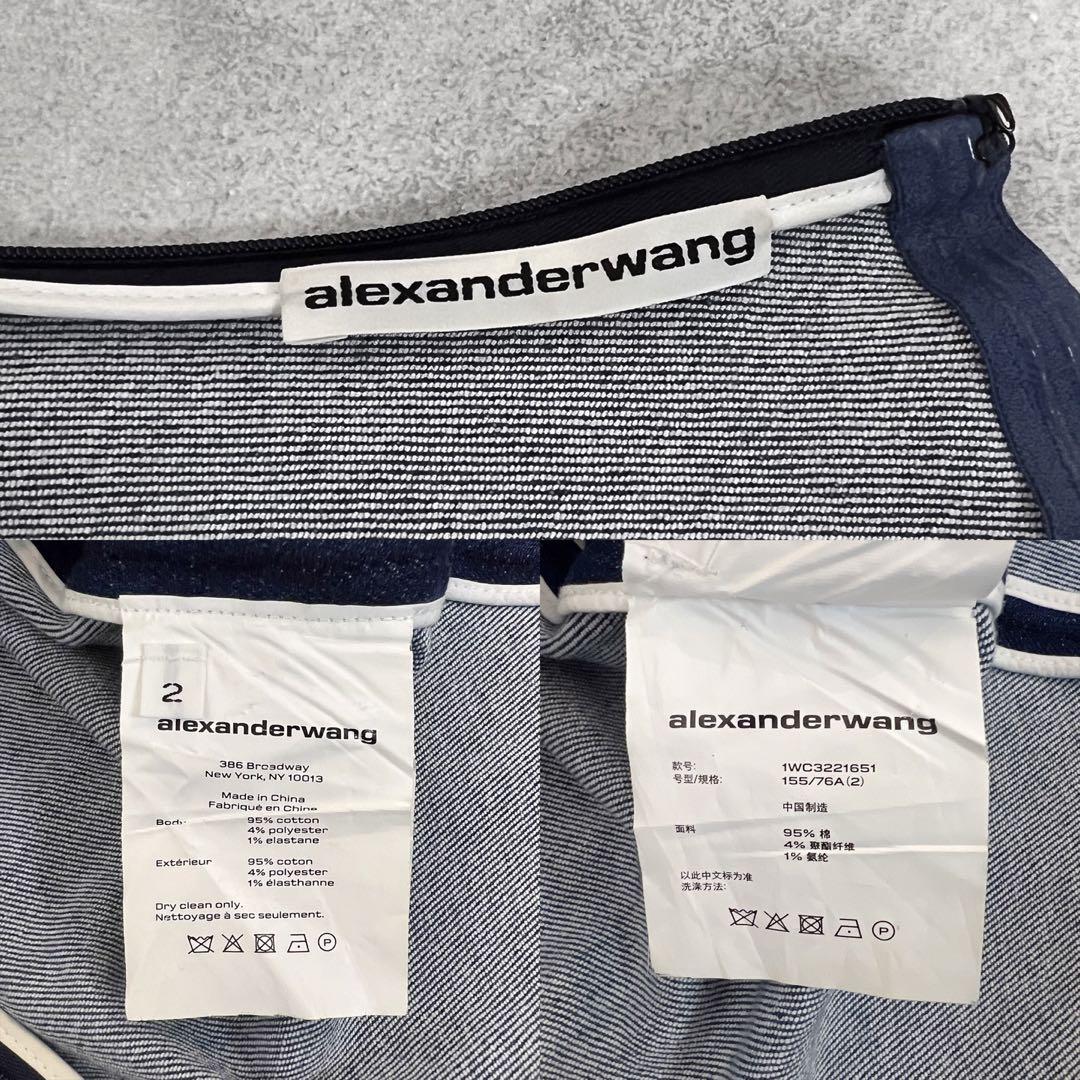 alexanderwang
2
alexanderwang
386 Broadway
New York, NY 10013
Made in China
Fabriqué en Chine
Body 95% cotton
4% polyester
1% elastane
Extérieur 95% coton
4% polyester
1% élasthanne
Dry clean only.
Nettoyage à sec seulement.
P
alexanderwang
款号: 1WC3221651
号型/规格: 155/76A(2)
中国制造
面料 95% 棉
4% 聚酯纤维
1% 氨纶
以此中文标为准
洗涤方法:
P